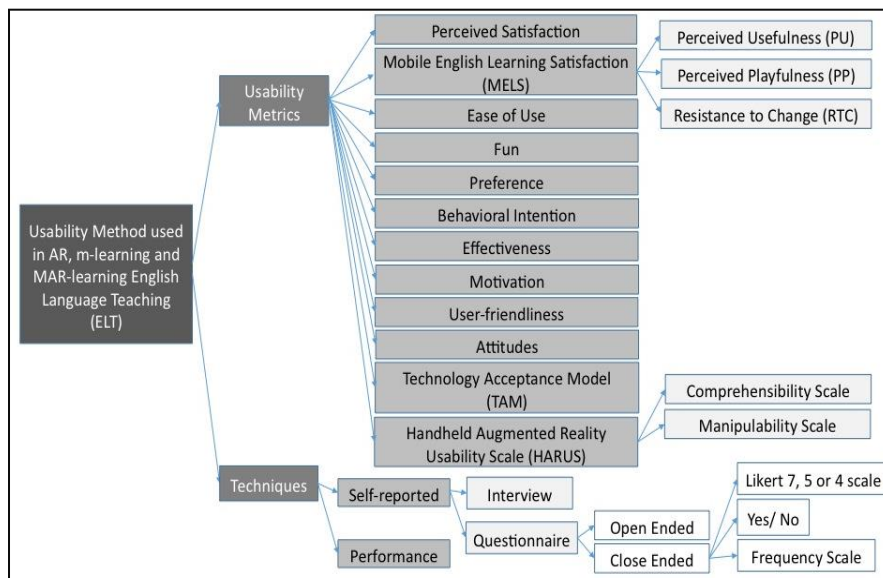 Usability Method used
in AR, m-learning and
MAR-learning English
Language Teaching
(ELT)
Usability
Metrics
Perceived Satisfaction
Mobile English Learning Satisfaction
(MELS)
Perceived Usefulness (PU)
Perceived Playfulness (PP)
Resistance to Change (RTC)
Ease of Use
Fun
Preference
Behavioral Intention
Effectiveness
Motivation
User-friendliness
Attitudes
Technology Acceptance Model
(TAM)
Handheld Augmented Reality
Usability Scale (HARUS)
Comprehensibility Scale
Manipulability Scale
Techniques
Self-reported
Interview
Questionnaire
Open Ended
Close Ended
Likert 7, 5 or 4 scale
Yes/ No
Frequency Scale
Performance